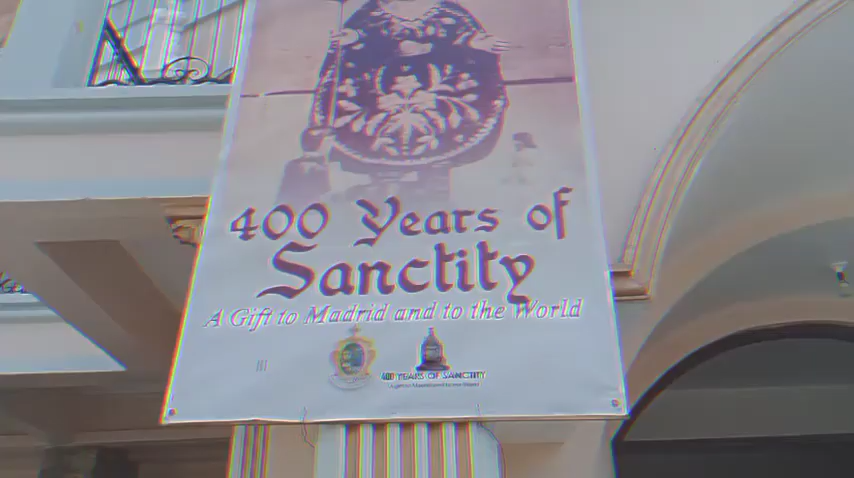 400 Years of
Sanctity
A Gift to Madrid and to the World
400 YEARS OF SANCTITY